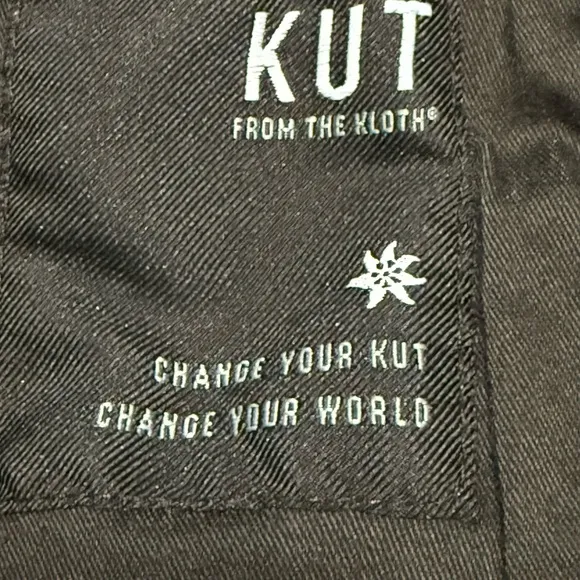 KUT
FROM THE KLOTH®
CHANGE YOUR KUT
CHANGE YOUR WORLD